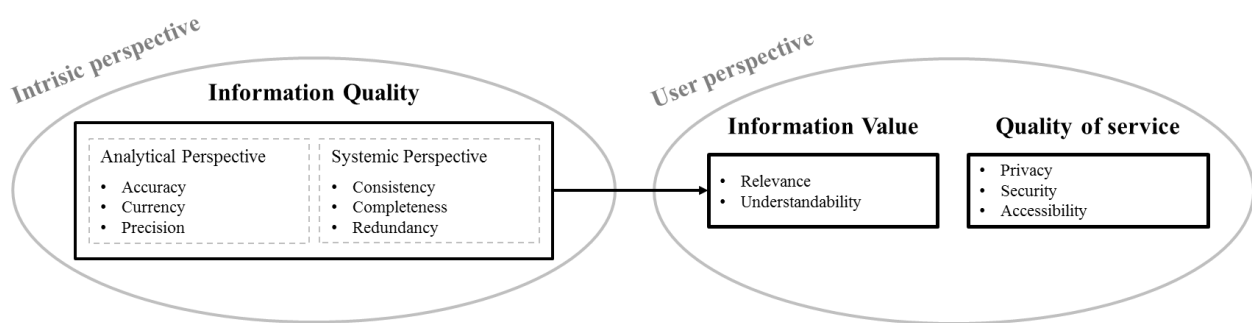 Intrisic perspective
Information Quality
Analytical Perspective
• Accuracy
• Currency
• Precision
Systemic Perspective
• Consistency
• Completeness
• Redundancy
User perspective
Information Value
• Relevance
• Understandability
Quality of service
• Privacy
• Security
• Accessibility